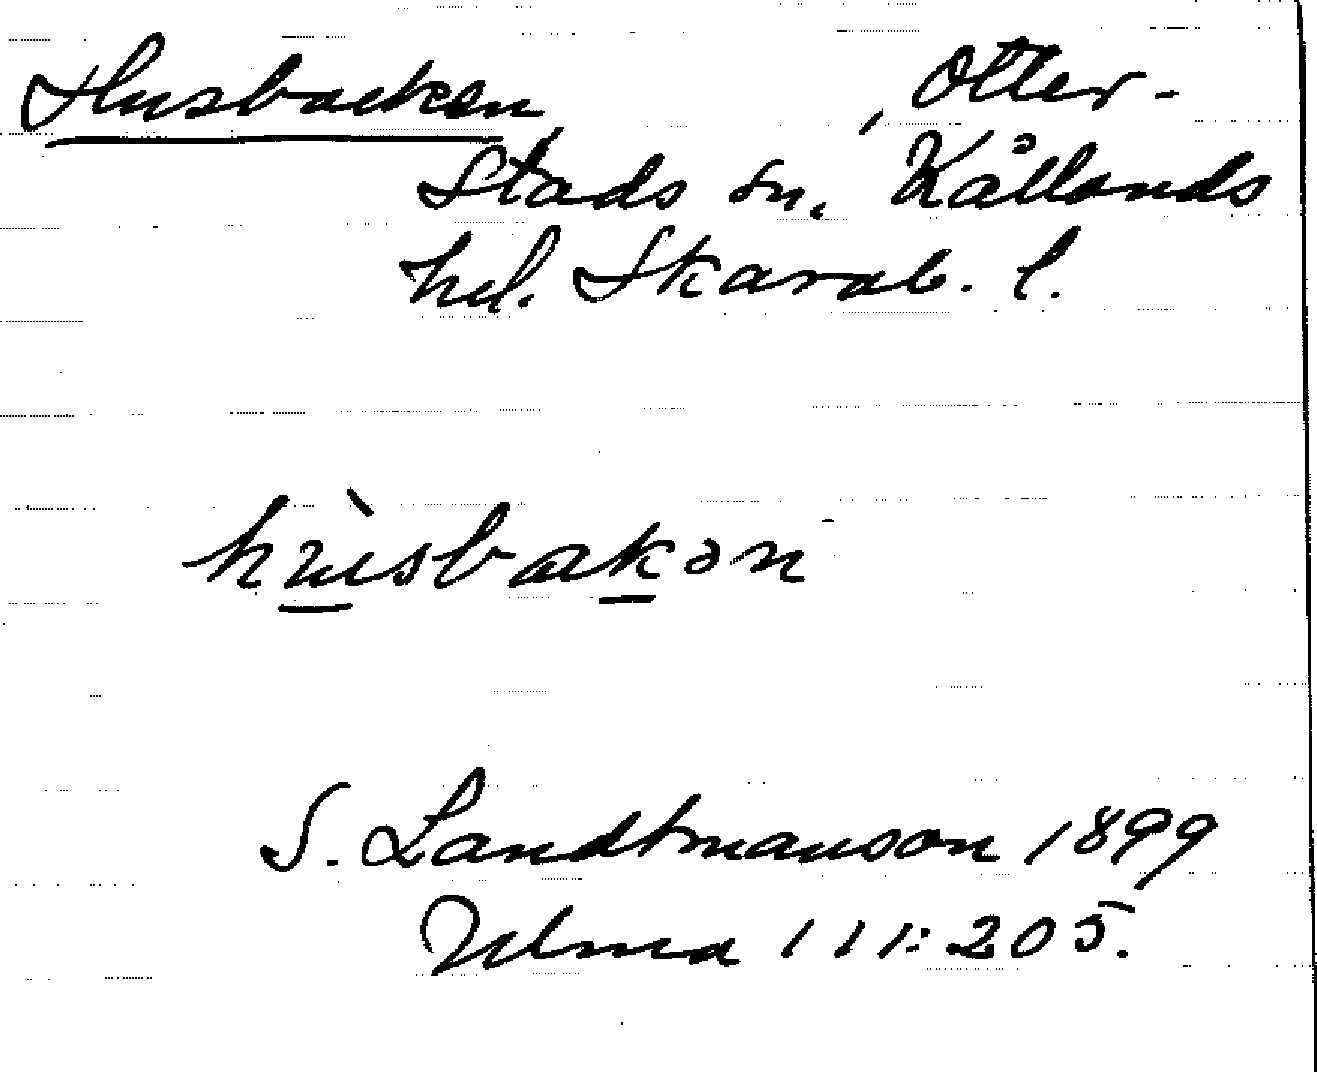 Husbacken, Otter-
stads sn, Kållands
hd. Skarab. l.
hùsbakən
S. Landtmanson 1899
Ulma 111:205.